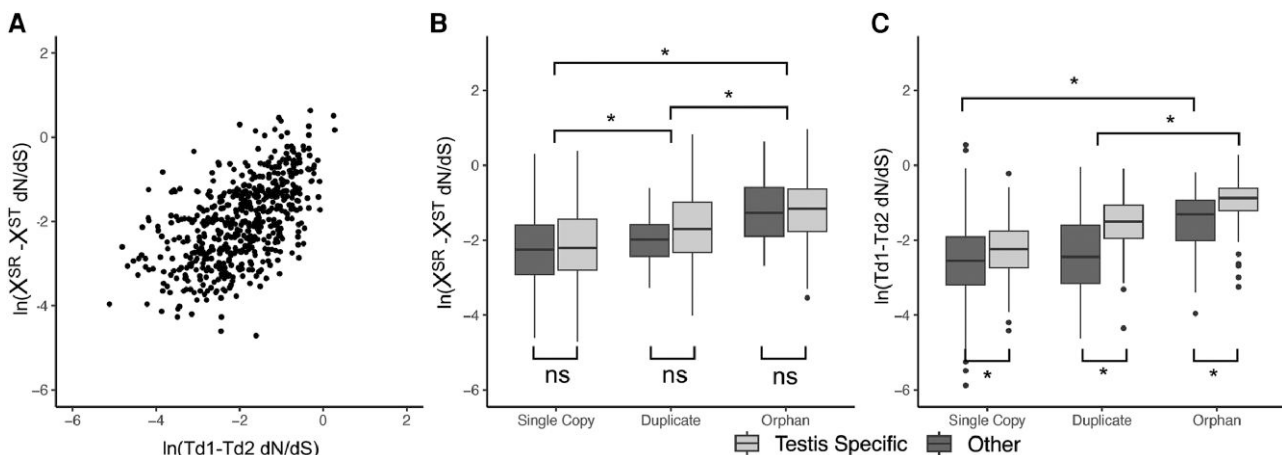 A
ln(X^SR-X^ST dN/dS)
2
0
−2
−4
−6
−6
−4
−2
0
2
ln(Td1-Td2 dN/dS)
B
ln(X^SR-X^ST dN/dS)
2
0
−2
−4
−6
*
*
*
ns
ns
ns
Single Copy
Duplicate
Orphan
C
ln(Td1-Td2 dN/dS)
2
0
−2
−4
−6
*
*
*
*
*
Single Copy
Duplicate
Orphan
Testis Specific
Other